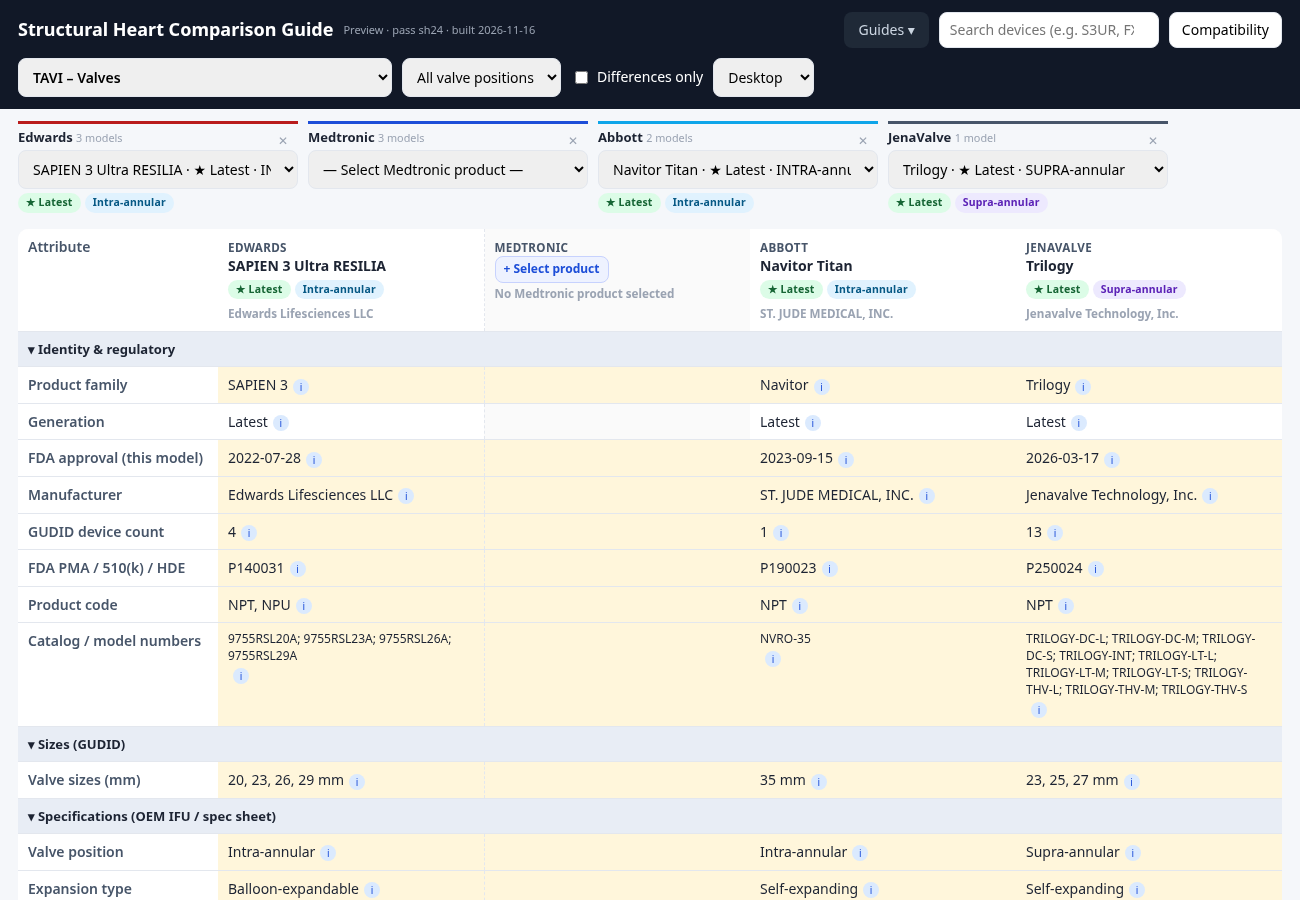 Structural Heart Comparison Guide Preview · pass sh24 · built 2026-11-16 Guides ▾ Search devices (e.g. S3UR, F) Compatibility
TAVI – Valves All valve positions Differences only Desktop
Edwards 3 models × Medtronic 3 models × Abbott 2 models × JenaValve 1 model ×
SAPIEN 3 Ultra RESILIA · ★ Latest · IN — Select Medtronic product — Navitor Titan · ★ Latest · INTRA-annu Trilogy · ★ Latest · SUPRA-annular
★ Latest Intra-annular ★ Latest Intra-annular ★ Latest Supra-annular
Attribute EDWARDS MEDTRONIC ABBOTT JENAVALVE
SAPIEN 3 Ultra RESILIA + Select product Navitor Titan Trilogy
★ Latest Intra-annular No Medtronic product selected ★ Latest Intra-annular ★ Latest Supra-annular
Edwards Lifesciences LLC ST. JUDE MEDICAL, INC. Jenavalve Technology, Inc.
▾ Identity & regulatory
Product family SAPIEN 3 i Navitor i Trilogy i
Generation Latest i Latest i Latest i
FDA approval (this model) 2022-07-28 i 2023-09-15 i 2026-03-17 i
Manufacturer Edwards Lifesciences LLC i ST. JUDE MEDICAL, INC. i Jenavalve Technology, Inc. i
GUDID device count 4 i 1 i 13 i
FDA PMA / 510(k) / HDE P140031 i P190023 i P250024 i
Product code NPT, NPU i NPT i NPT i
Catalog / model numbers 9755RSL20A; 9755RSL23A; 9755RSL26A; NVRO-35 TRILOGY-DC-L; TRILOGY-DC-M; TRILOGY-
9755RSL29A i DC-S; TRILOGY-INT; TRILOGY-LT-L;
i TRILOGY-LT-M; TRILOGY-LT-S; TRILOGY-
THV-L; TRILOGY-THV-M; TRILOGY-THV-S
i
▾ Sizes (GUDID)
Valve sizes (mm) 20, 23, 26, 29 mm i 35 mm i 23, 25, 27 mm i
▾ Specifications (OEM IFU / spec sheet)
Valve position Intra-annular i Intra-annular i Supra-annular i
Expansion type Balloon-expandable i Self-expanding i Self-expanding i